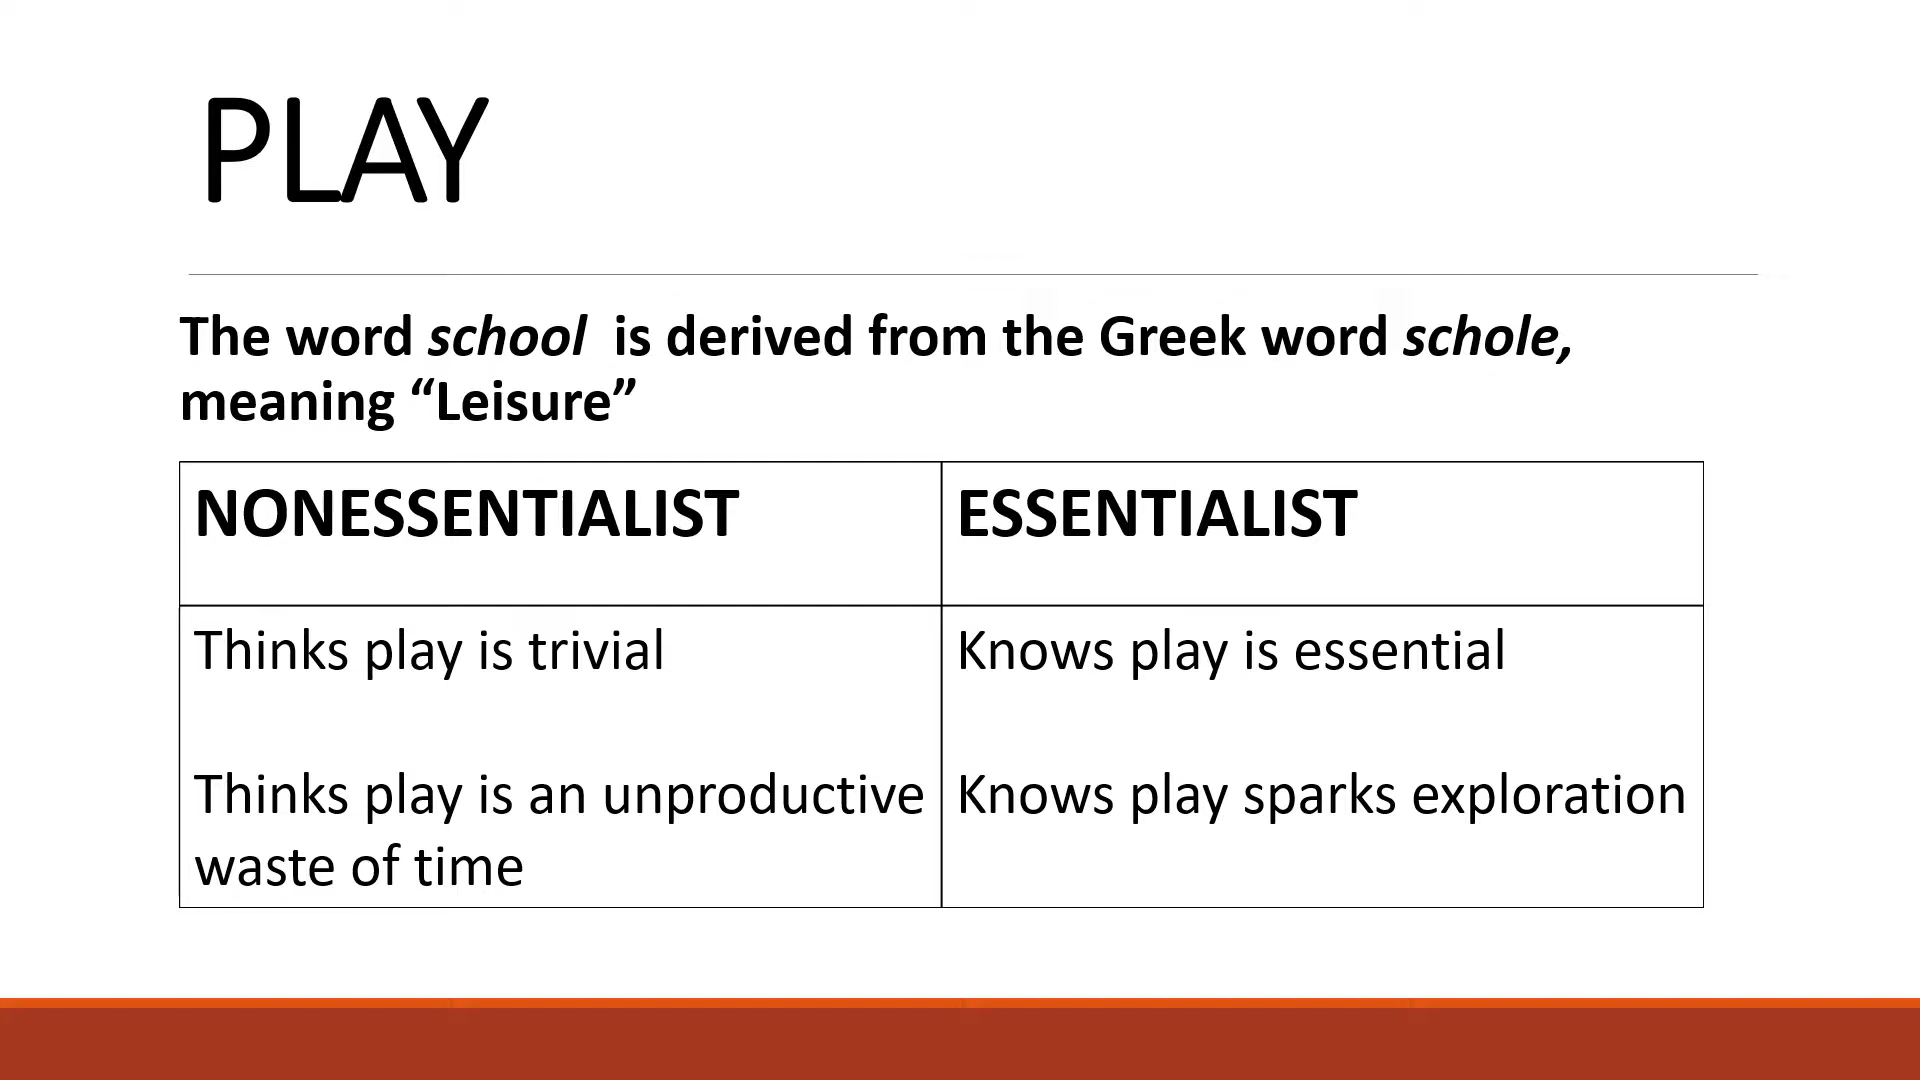 PLAY
The word school is derived from the Greek word schole,
meaning “Leisure”
NONESSENTIALIST
ESSENTIALIST
Thinks play is trivial
Thinks play is an unproductive
waste of time
Knows play is essential
Knows play sparks exploration